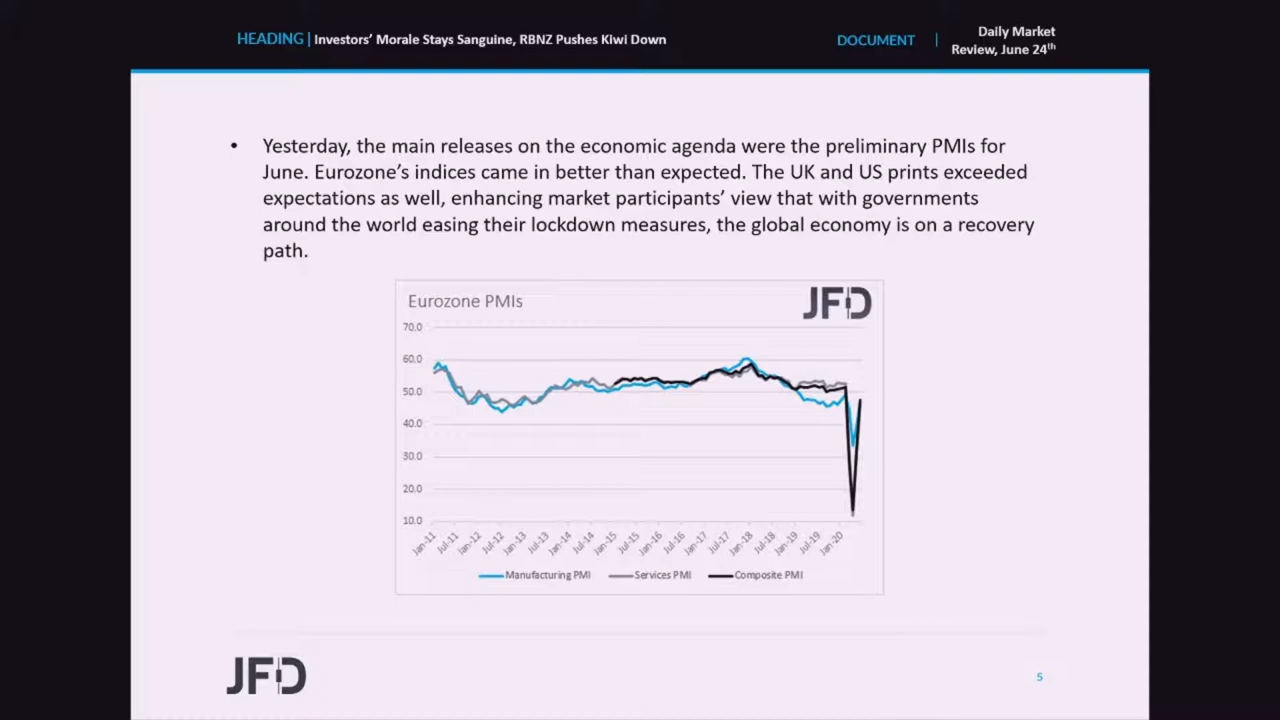 HEADING | Investors’ Morale Stays Sanguine, RBNZ Pushes Kiwi Down
DOCUMENT |
Daily Market
Review, June 24th
• Yesterday, the main releases on the economic agenda were the preliminary PMIs for
June. Eurozone’s indices came in better than expected. The UK and US prints exceeded
expectations as well, enhancing market participants’ view that with governments
around the world easing their lockdown measures, the global economy is on a recovery
path.
Eurozone PMIs
JFD
70.0
60.0
50.0
40.0
30.0
20.0
10.0
Jan-11 Jul-11 Jan-12 Jul-12 Jan-13 Jul-13 Jan-14 Jul-14 Jan-15 Jul-15 Jan-16 Jul-16 Jan-17 Jul-17 Jan-18 Jul-18 Jan-19 Jul-19 Jan-20
Manufacturing PMI Services PMI Composite PMI
JFD
5